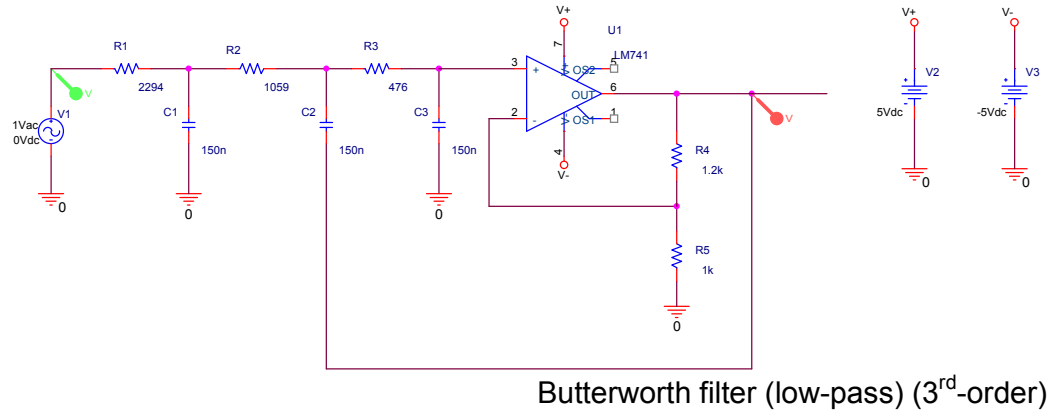 V+
U1
LM741
R1
2294
R2
1059
R3
476
V
V1
1Vac
0Vdc
C1
150n
C2
150n
C3
150n
0
0
0
3
+
2
-
7
V+
OS2
5
OUT
6
OS1
1
V-
4
V-
V
R4
1.2k
R5
1k
0
V+
V2
+
-
5Vdc
0
V-
V3
+
-
-5Vdc
0
Butterworth filter (low-pass) (3rd-order)